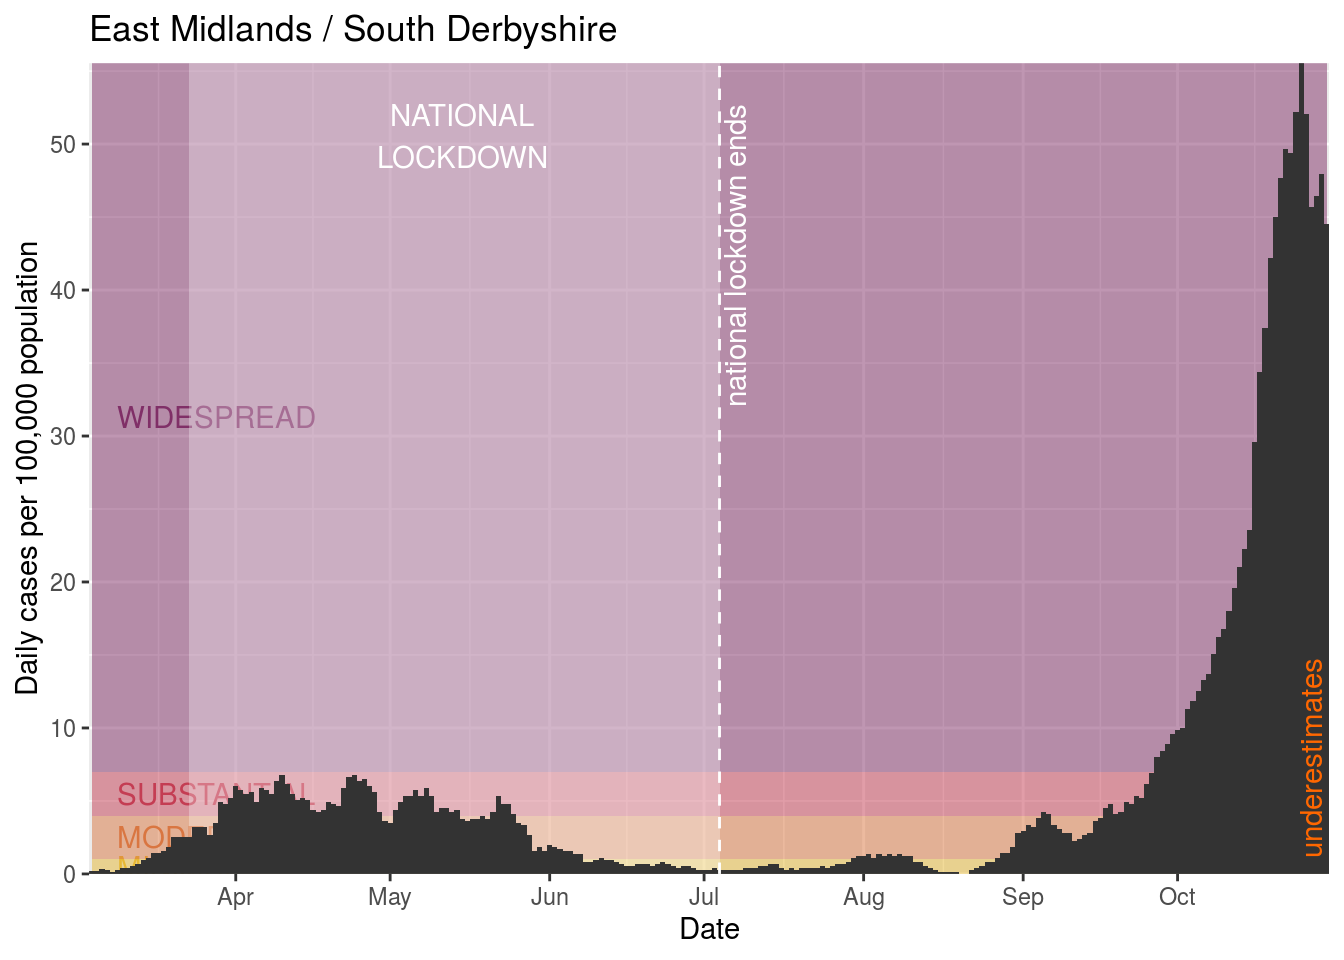 East Midlands / South Derbyshire
NATIONAL
LOCKDOWN
national lockdown ends
WIDESPREAD
SUBSTANTIAL
underestimates
Daily cases per 100,000 population
50
40
30
20
10
0
Apr
May
Jun
Jul
Aug
Sep
Oct
Date